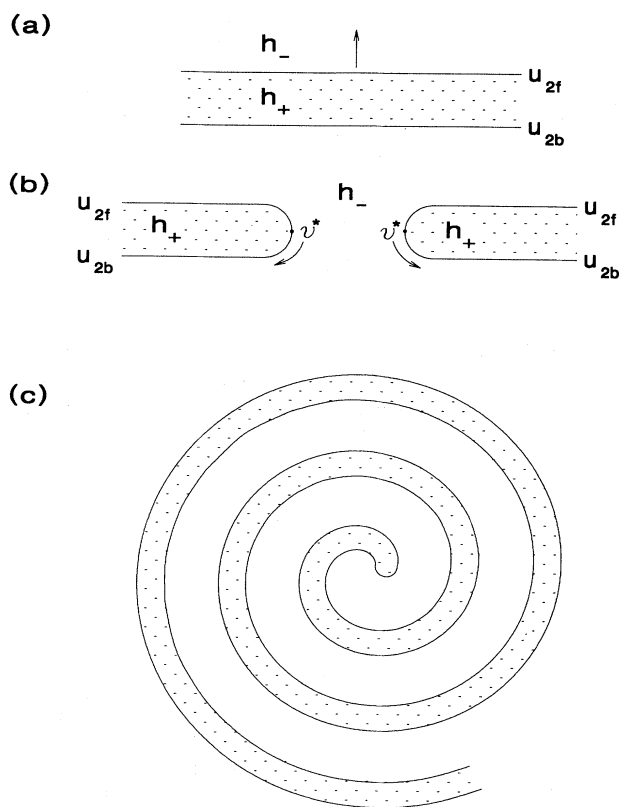 (a)
h_-
u_2f
h_+
u_2b
(b)
h_-
u_2f
h_+ υ*
υ* h_+
u_2f
u_2b
u_2b
(c)